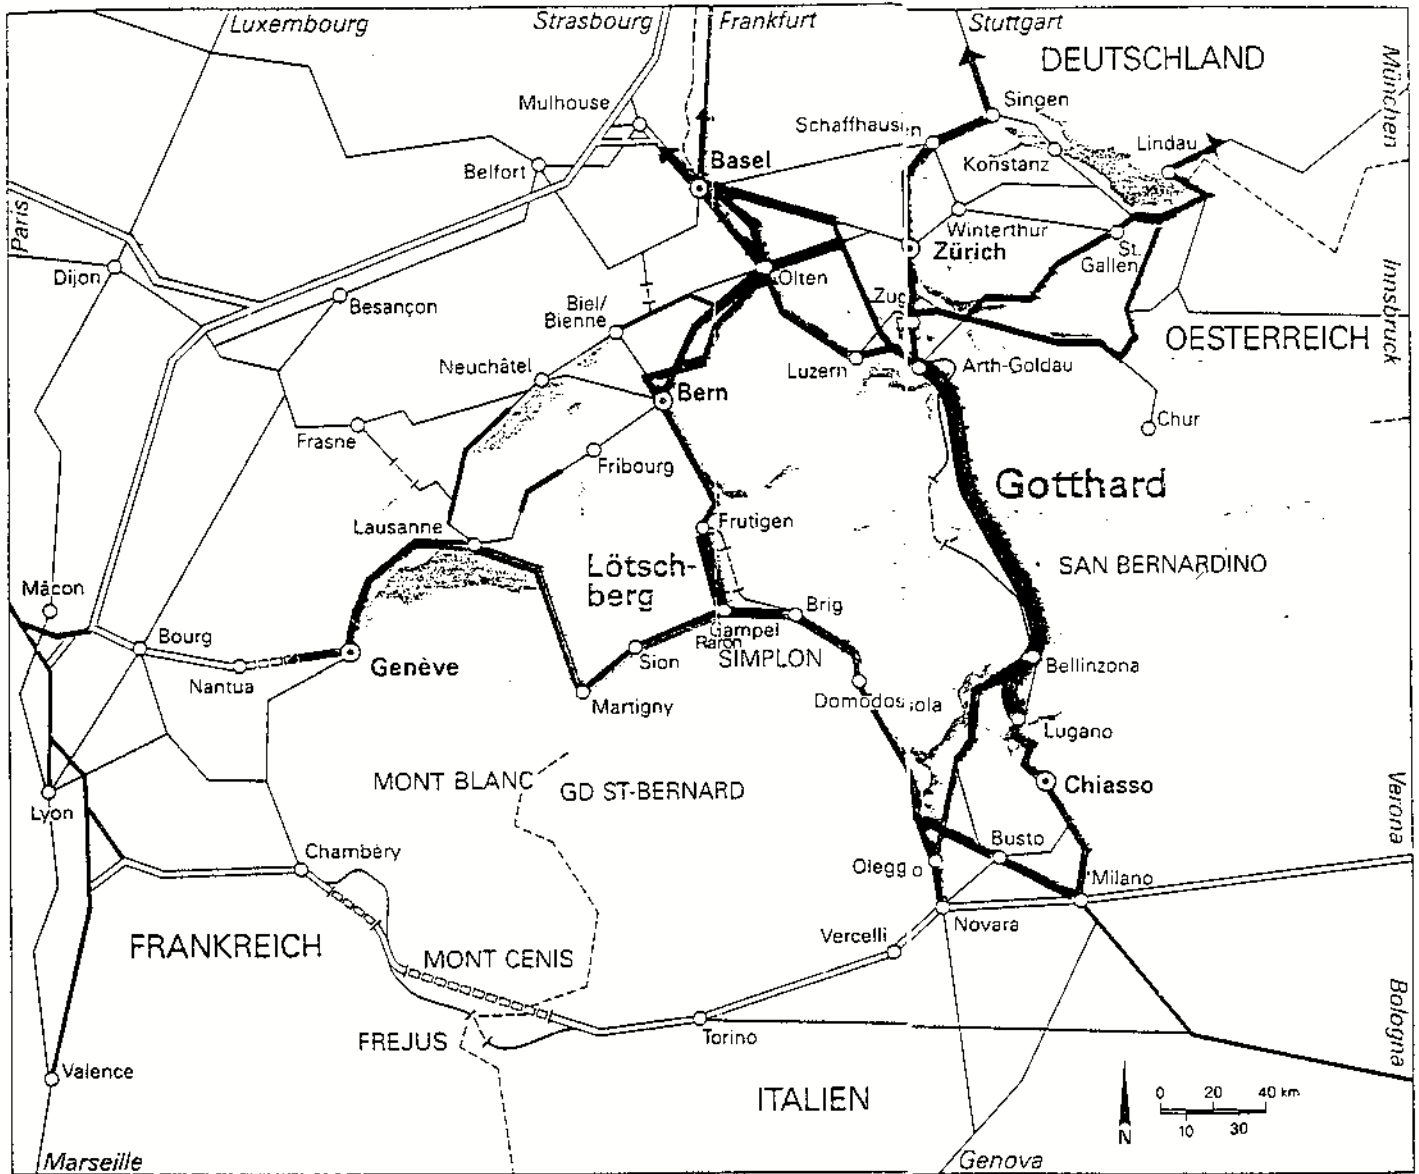 Luxembourg
Strasbourg
Frankfurt
Stuttgart
DEUTSCHLAND
München
Mulhouse
Singen
Schaffhausen
Lindau
Basel
Konstanz
Belfort
Paris
Winterthur
Zürich
St.
Gallen
Dijon
Olten
Innsbruck
Besançon
Zug
Biel/
Bienne
OESTERREICH
Neuchâtel
Luzern
Arth-Goldau
Bern
Chur
Frasne
Fribourg
Gotthard
Lausanne
Frutigen
SAN BERNARDINO
Lötsch-
berg
Mâcon
Brig
Bourg
Gampel
Raron
Genève
Sion
SIMPLON
Bellinzona
Nantua
Martigny
Domodossola
Lugano
MONT BLANC
GD ST-BERNARD
Chiasso
Verona
Lyon
Busto
Chambéry
Oleggo
Milano
Novara
Vercelli
FRANKREICH
MONT CENIS
Bologna
FREJUS
Torino
Valence
ITALIEN
0 20 40 km
10 30
N
Marseille
Genova